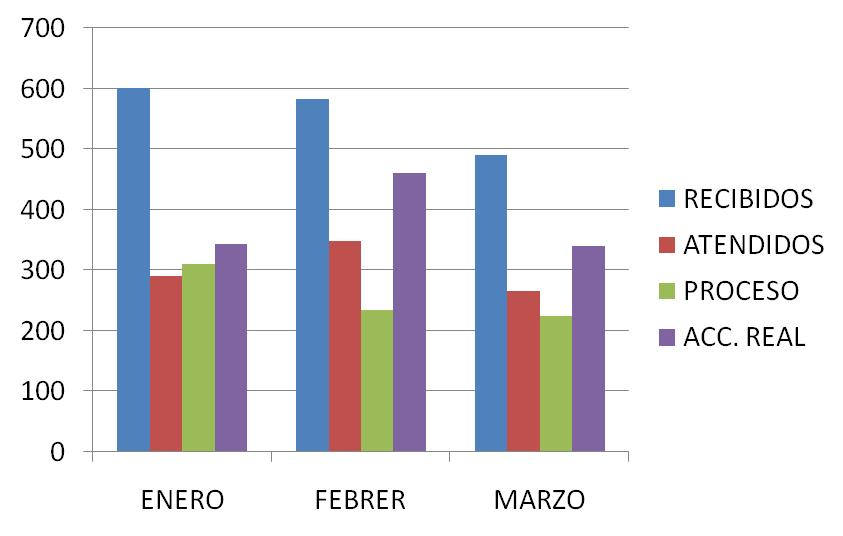 700
600
500
400
300
200
100
0
ENERO FEBRER MARZO
RECIBIDOS
ATENDIDOS
PROCESO
ACC. REAL